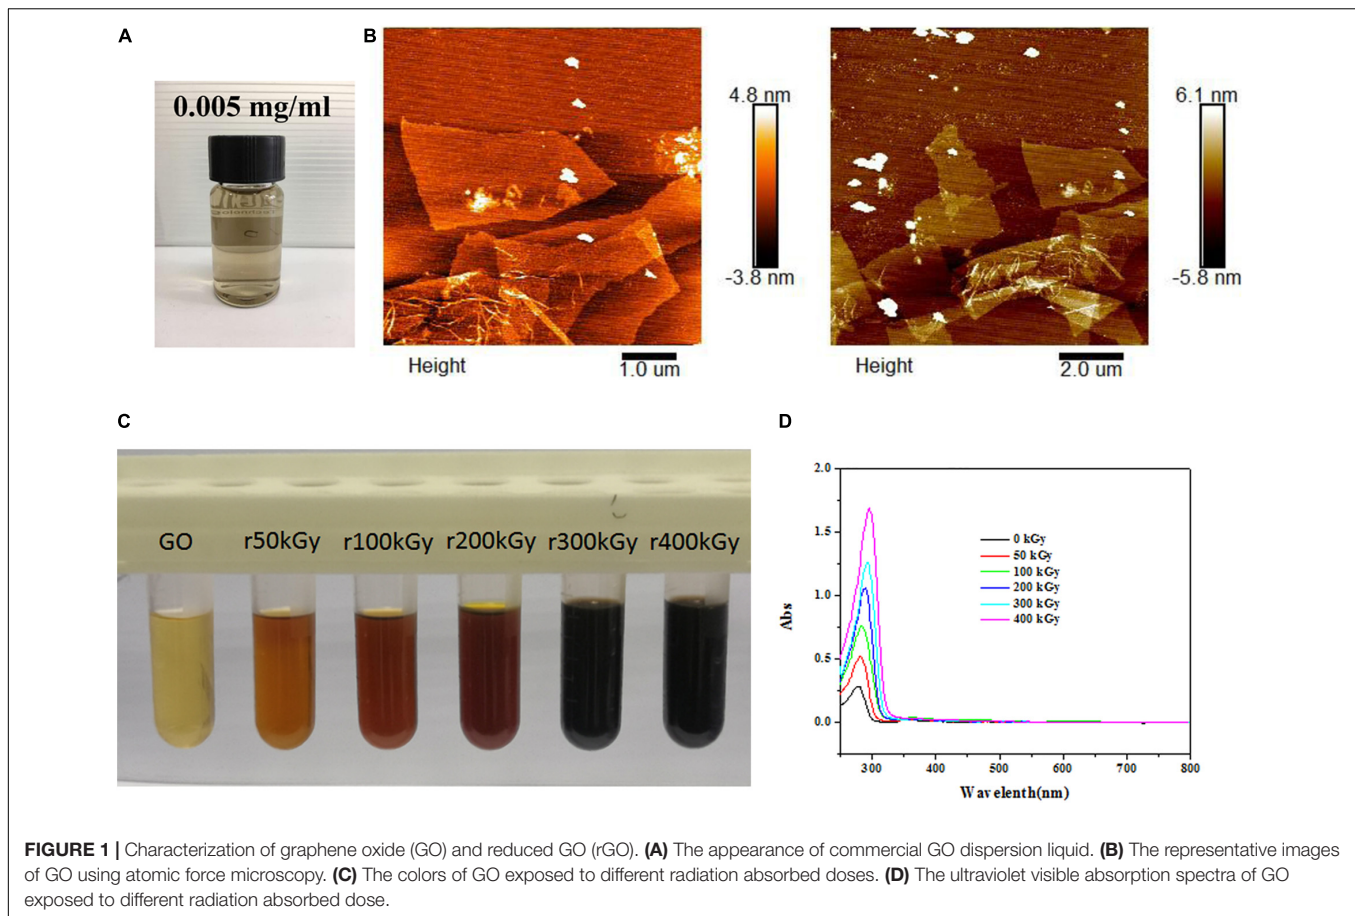 A
B
0.005 mg/ml
4.8 nm
-3.8 nm
Height
1.0 um
6.1 nm
-5.8 nm
Height
2.0 um
C
D
GO
r50kGy
r100kGy
r200kGy
r300kGy
r400kGy
2.0
1.5
1.0
0.5
0.0
Abs
0 kGy
50 kGy
100 kGy
200 kGy
300 kGy
400 kGy
300
400
500
600
700
800
Wavelenth(nm)
FIGURE 1 | Characterization of graphene oxide (GO) and reduced GO (rGO). (A) The appearance of commercial GO dispersion liquid. (B) The representative images
of GO using atomic force microscopy. (C) The colors of GO exposed to different radiation absorbed doses. (D) The ultraviolet visible absorption spectra of GO
exposed to different radiation absorbed dose.